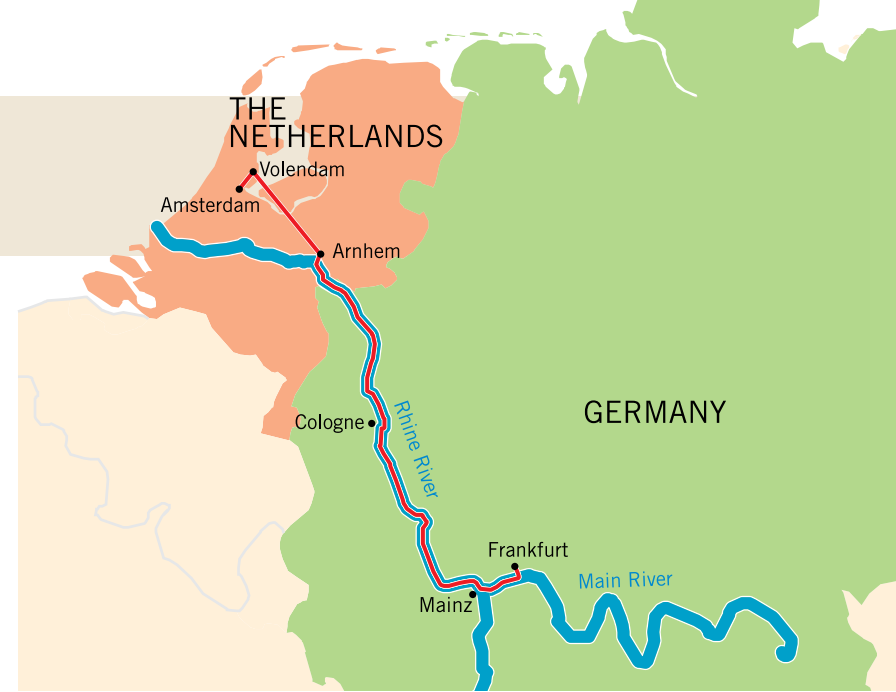 THE
NETHERLANDS
Volendam
Amsterdam
Arnhem
Cologne
Rhine River
GERMANY
Frankfurt
Main River
Mainz